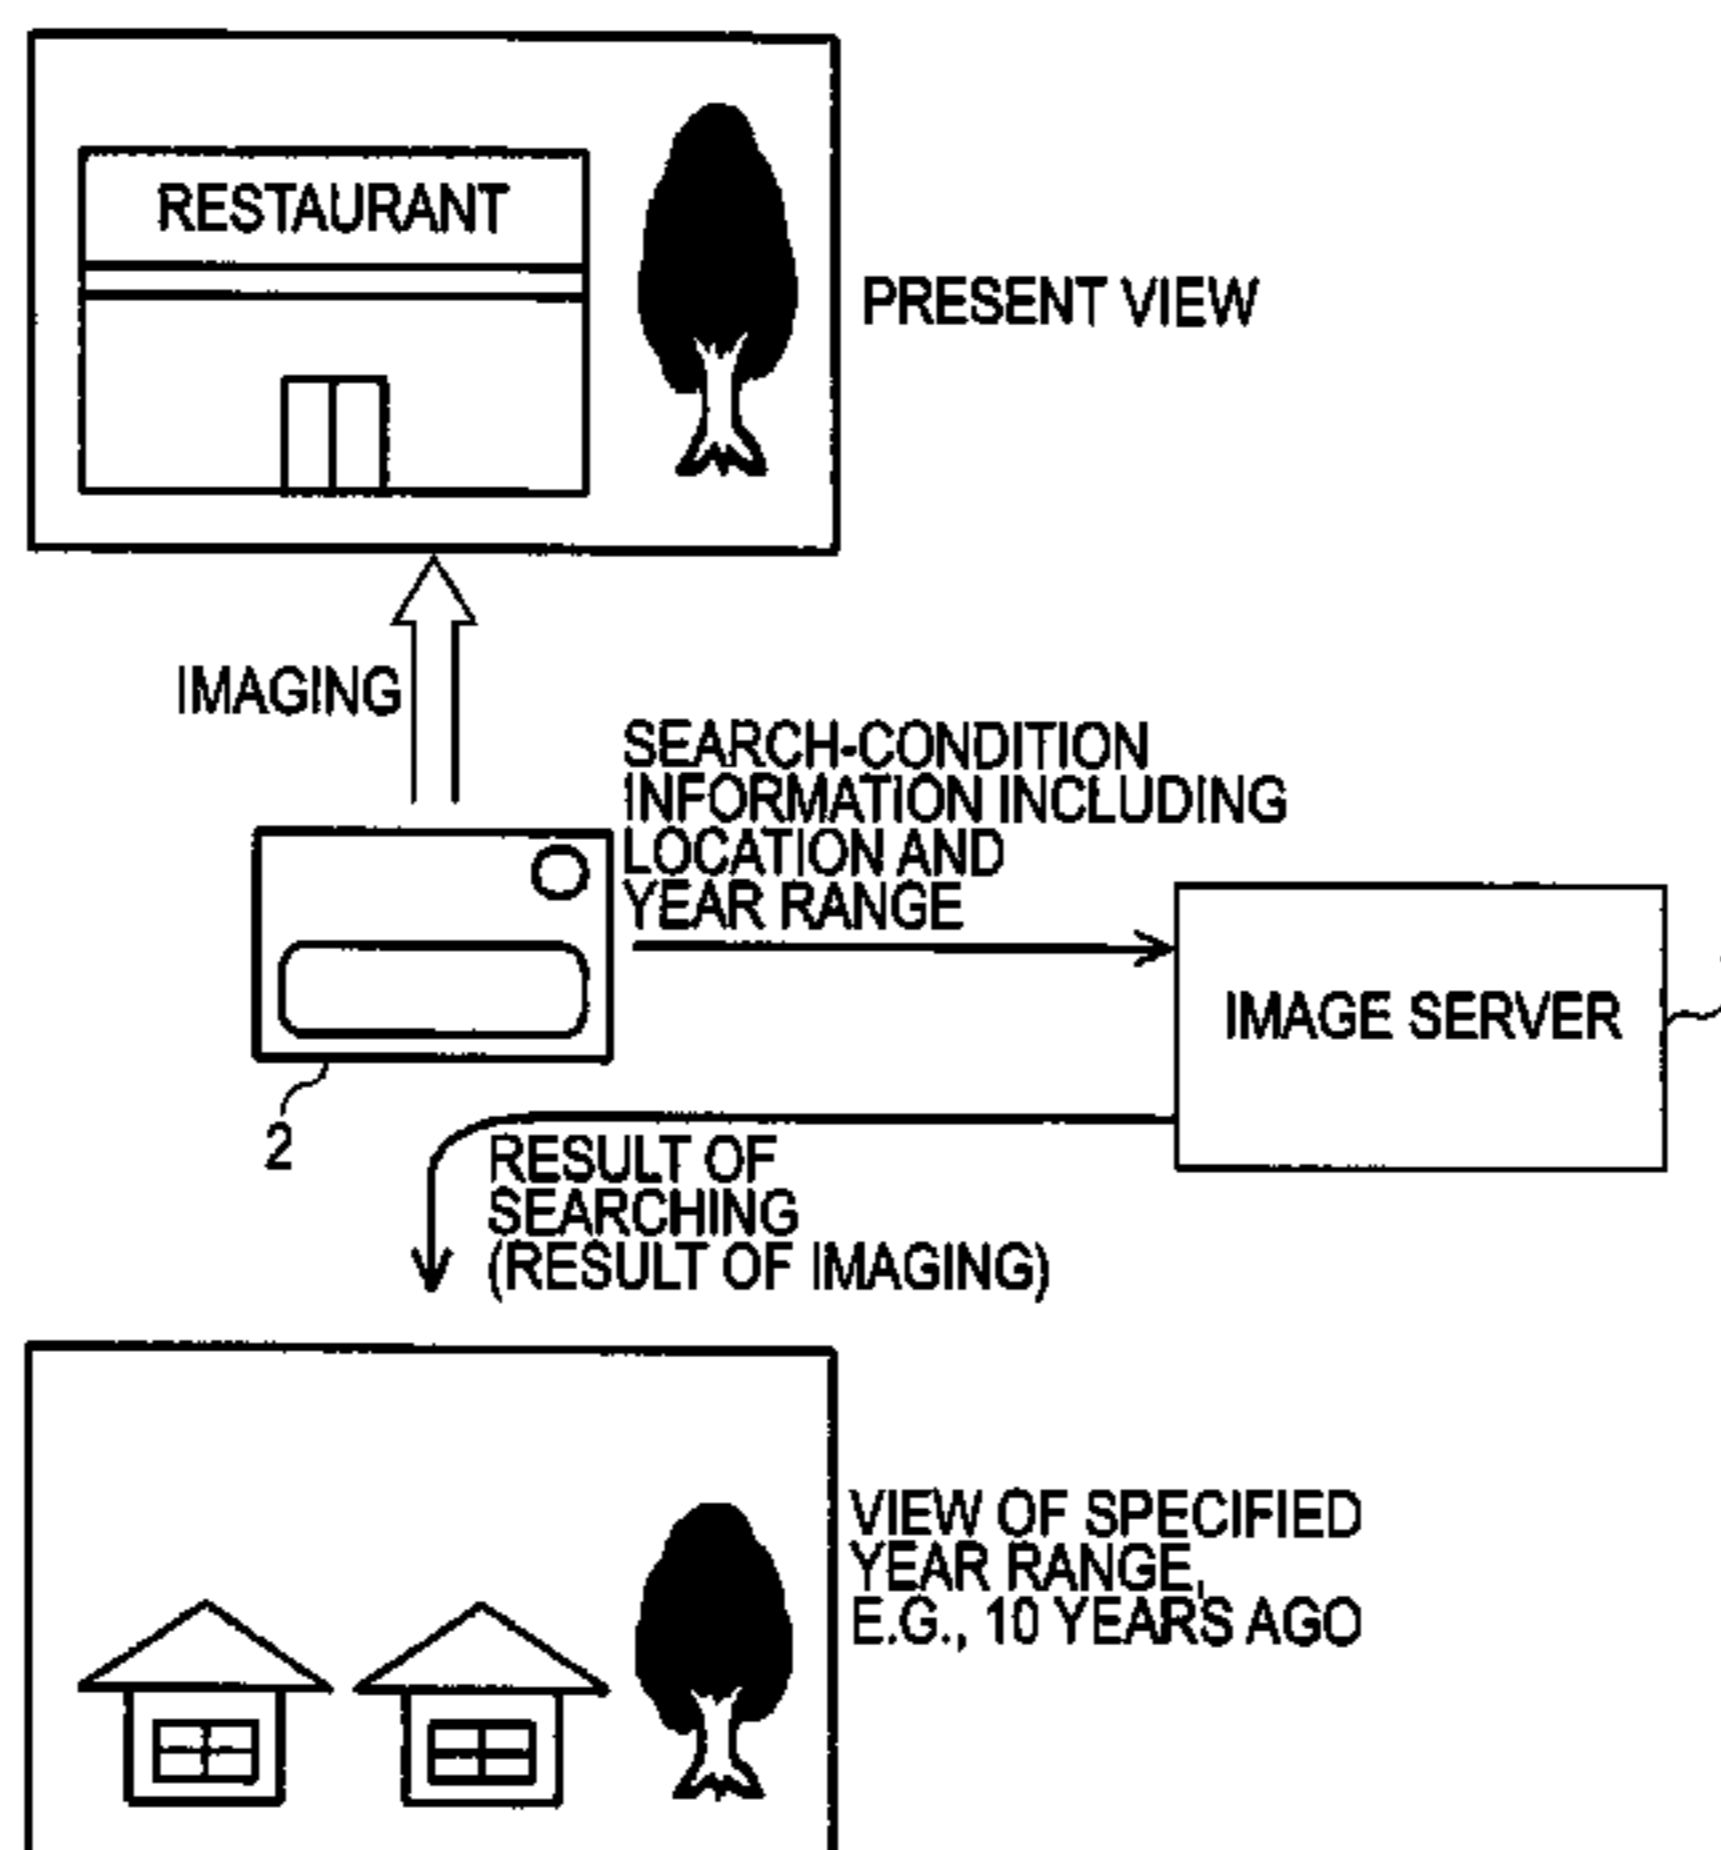 RESTAURANT
PRESENT VIEW
IMAGING
SEARCH-CONDITION
INFORMATION INCLUDING
LOCATION AND
YEAR RANGE
IMAGE SERVER
2
RESULT OF
SEARCHING
(RESULT OF IMAGING)
VIEW OF SPECIFIED
YEAR RANGE,
E.G., 10 YEARS AGO